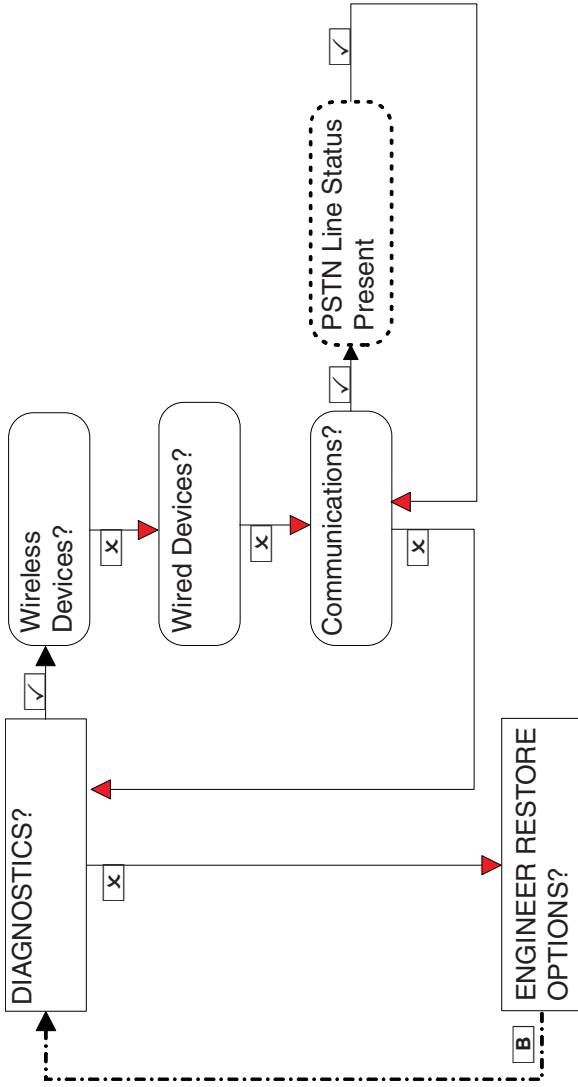 DIAGNOSTICS?
✓
Wireless
Devices?
×
Wired Devices?
×
Communications?
✓
PSTN Line Status
Present
✓
×
×
ENGINEER RESTORE
OPTIONS?
B